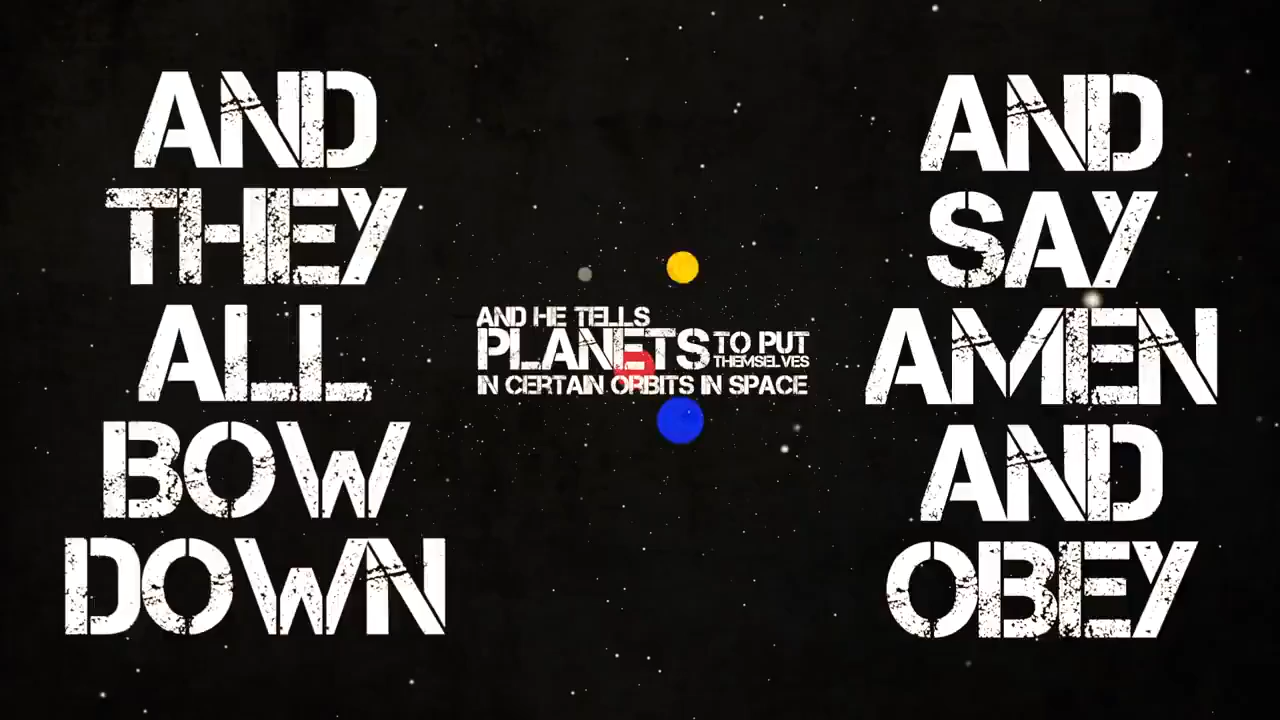 AND
THEY
ALL
BOW
DOWN
AND HE TELLS
PLANETS TO PUT
THEMSELVES
IN CERTAIN ORBITS IN SPACE
AND
SAY
AMEN
AND
OBEY